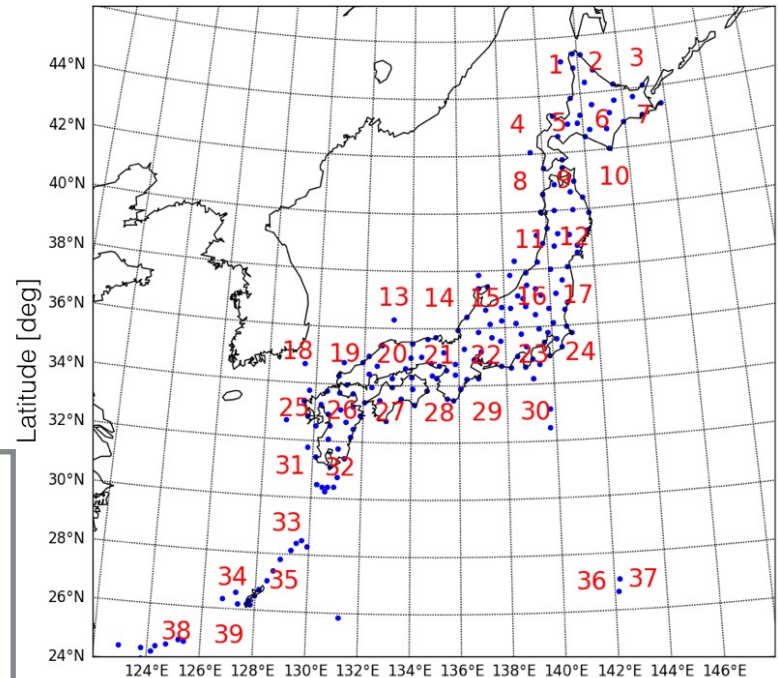 44°N
1 2 3
42°N
4 5 6 7
40°N
8 9 10
38°N
11 12
36°N
13 14 15 16 17
34°N
18 19 20 21 22 23 24
32°N
25 26 27 28 29 30
30°N
31 32
28°N
33
26°N
34 35 36 37
24°N
38 39
Latitude [deg]
124°E 126°E 128°E 130°E 132°E 134°E 136°E 138°E 140°E 142°E 144°E 146°E